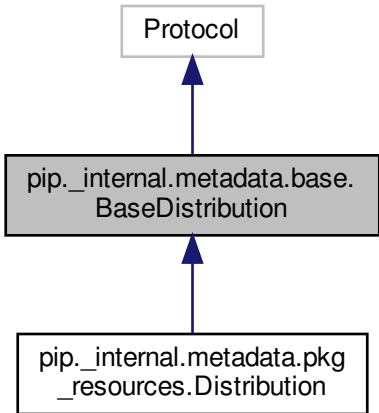 Protocol
pip._internal.metadata.base.
BaseDistribution
pip._internal.metadata.pkg
_resources.Distribution